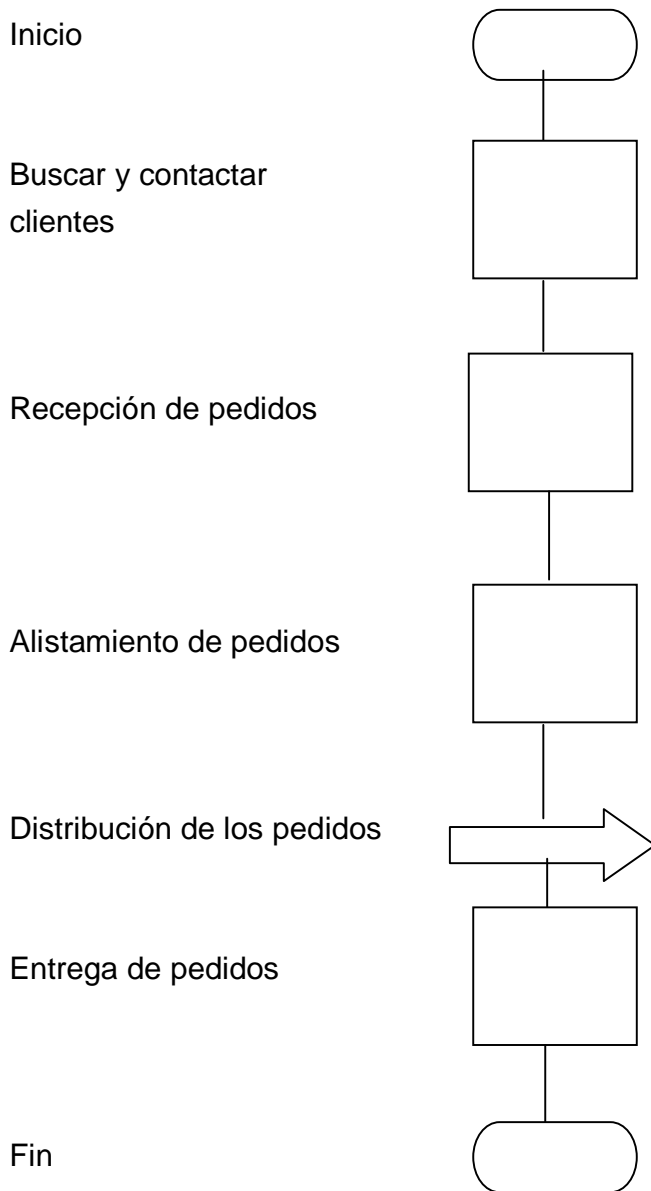 Inicio
Buscar y contactar
clientes
Recepción de pedidos
Alistamiento de pedidos
Distribución de los pedidos
Entrega de pedidos
Fin